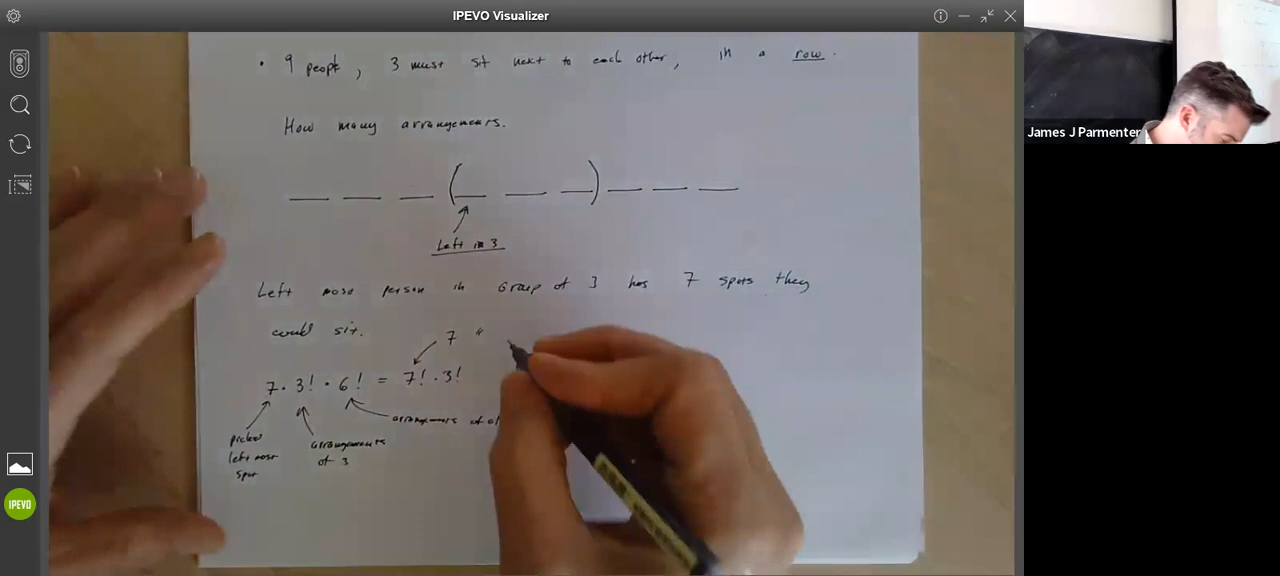 IPEVO Visualizer
• 9 people, 3 must sit next to each other, in a row.
How many arrangements.
James J Parmenter
Left in 3
Left most person in Group of 3 has 7 spots they
could sit.
7 "
7 · 3! · 6! = 7! · 3!
arrangements of
picks
left most
spot
arrangements
of 3
IPEVO